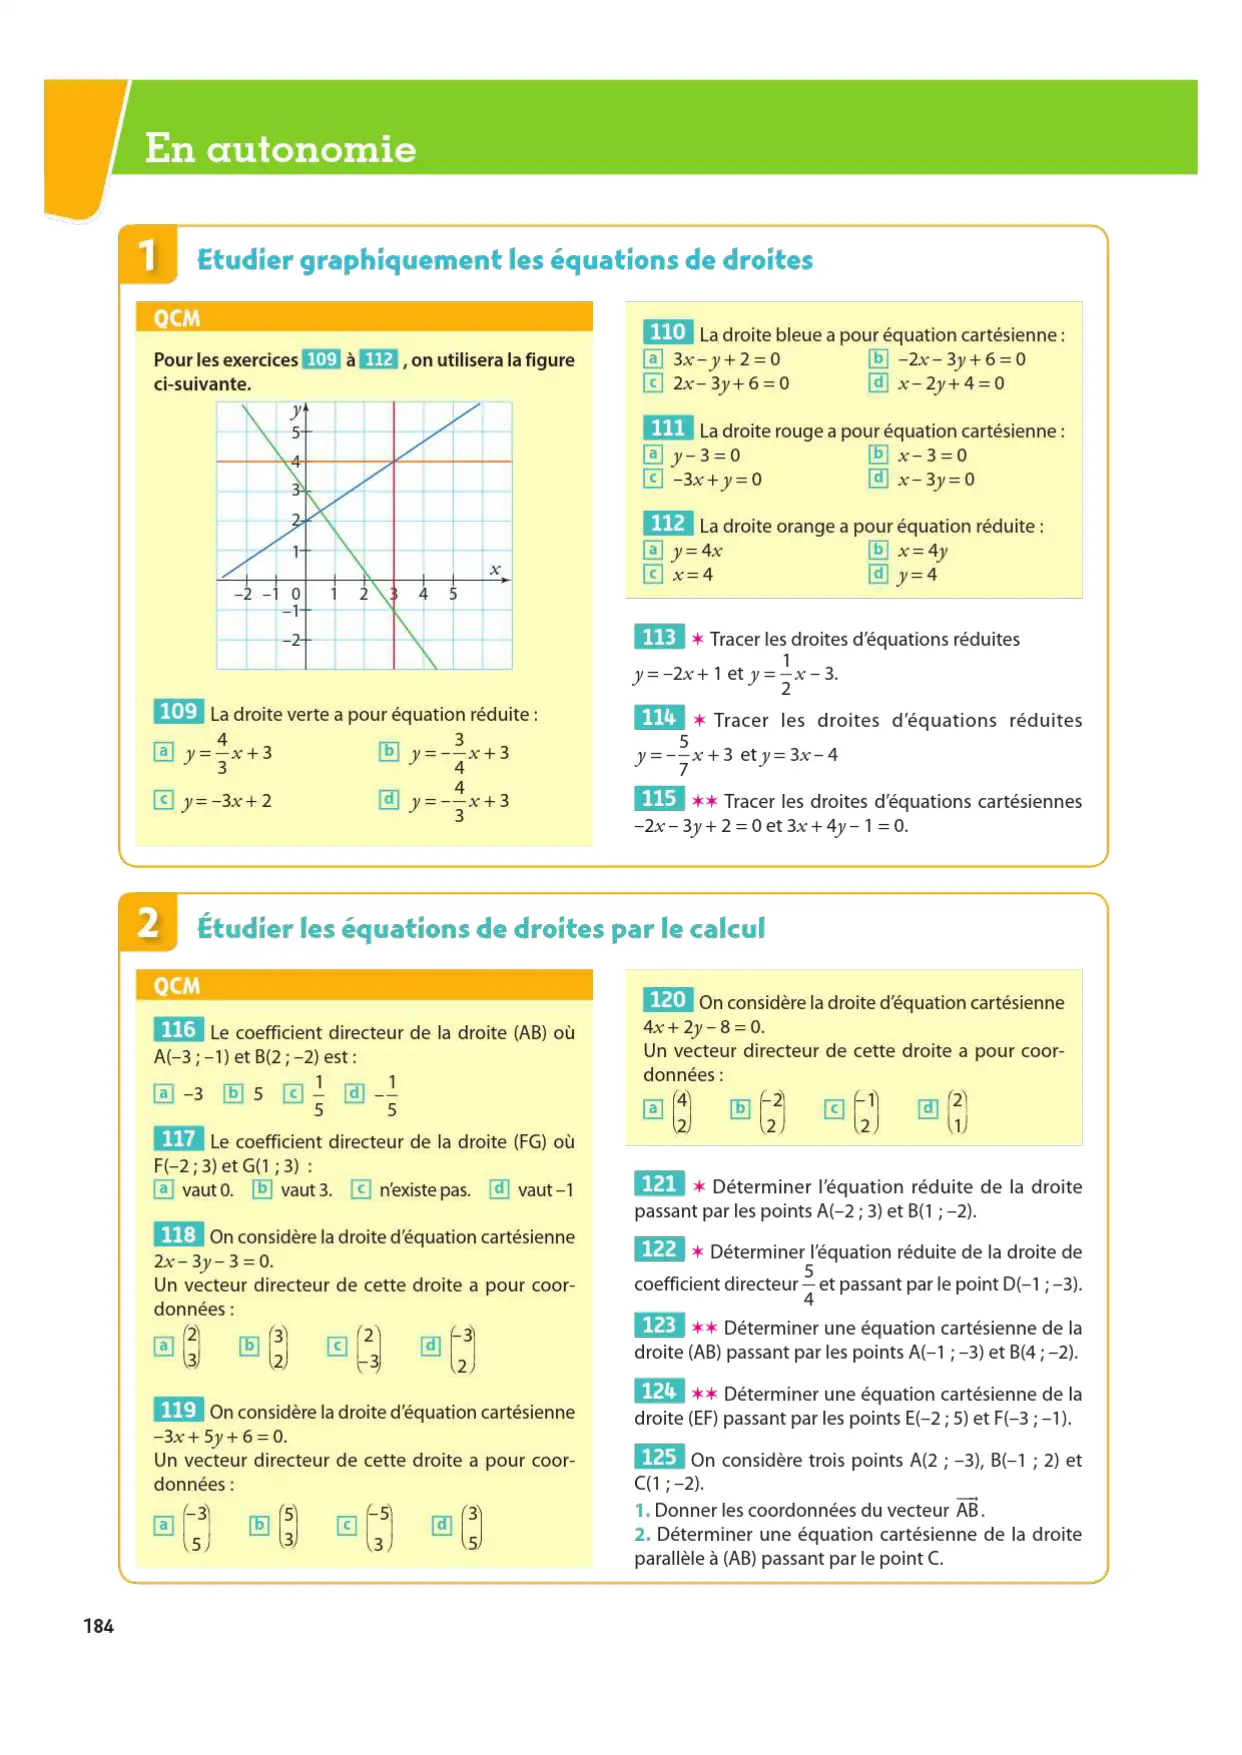 En autonomie
1 Etudier graphiquement les équations de droites
QCM
Pour les exercices 109 à 112 , on utilisera la figure
ci-suivante.
y
5
4
3
2
1
x
–2 –1 0 1 2 3 4 5
–1
–2
109 La droite verte a pour équation réduite :
a y = 4/3 x + 3 b y = –3/4 x + 3
c y = –3x + 2 d y = –4/3 x + 3
110 La droite bleue a pour équation cartésienne :
a 3x – y + 2 = 0 b –2x – 3y + 6 = 0
c 2x – 3y + 6 = 0 d x – 2y + 4 = 0
111 La droite rouge a pour équation cartésienne :
a y – 3 = 0 b x – 3 = 0
c –3x + y = 0 d x – 3y = 0
112 La droite orange a pour équation réduite :
a y = 4x b x = 4y
c x = 4 d y = 4
113 ✶ Tracer les droites d’équations réduites
y = –2x + 1 et y = 1/2 x – 3.
114 ✶ Tracer les droites d’équations réduites
y = –5/7 x + 3 et y = 3x – 4
115 ✶✶ Tracer les droites d’équations cartésiennes
–2x – 3y + 2 = 0 et 3x + 4y – 1 = 0.
2 Étudier les équations de droites par le calcul
QCM
116 Le coefficient directeur de la droite (AB) où
A(–3 ; –1) et B(2 ; –2) est :
a –3 b 5 c 1/5 d –1/5
117 Le coefficient directeur de la droite (FG) où
F(–2 ; 3) et G(1 ; 3) :
a vaut 0. b vaut 3. c n’existe pas. d vaut –1
118 On considère la droite d’équation cartésienne
2x – 3y – 3 = 0.
Un vecteur directeur de cette droite a pour coor-
données :
a (2 3) b (3 2) c (2 –3) d (–3 2)
119 On considère la droite d’équation cartésienne
–3x + 5y + 6 = 0.
Un vecteur directeur de cette droite a pour coor-
données :
a (–3 5) b (5 3) c (–5 3) d (3 5)
120 On considère la droite d’équation cartésienne
4x + 2y – 8 = 0.
Un vecteur directeur de cette droite a pour coor-
données :
a (4 2) b (–2 2) c (–1 2) d (2 1)
121 ✶ Déterminer l’équation réduite de la droite
passant par les points A(–2 ; 3) et B(1 ; –2).
122 ✶ Déterminer l’équation réduite de la droite de
coefficient directeur 5/4 et passant par le point D(–1 ; –3).
123 ✶✶ Déterminer une équation cartésienne de la
droite (AB) passant par les points A(–1 ; –3) et B(4 ; –2).
124 ✶✶ Déterminer une équation cartésienne de la
droite (EF) passant par les points E(–2 ; 5) et F(–3 ; –1).
125 On considère trois points A(2 ; –3), B(–1 ; 2) et
C(1 ; –2).
1. Donner les coordonnées du vecteur AB.
2. Déterminer une équation cartésienne de la droite
parallèle à (AB) passant par le point C.
184